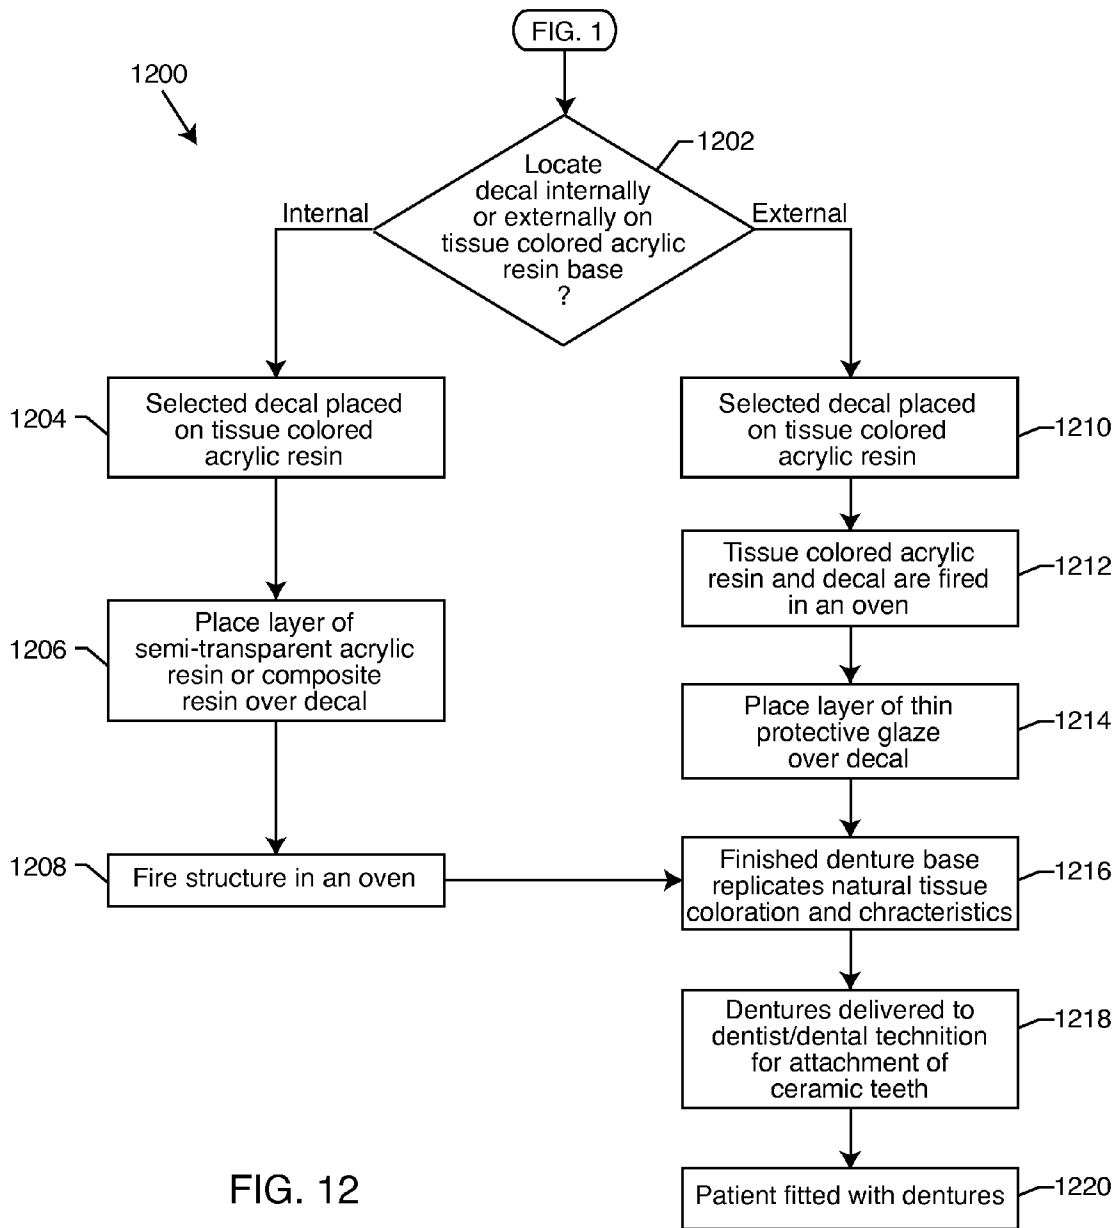 FIG. 1
1200
1202
Locate
decal internally
or externally on
tissue colored acrylic
resin base
?
Internal
External
1204
Selected decal placed
on tissue colored
acrylic resin
Selected decal placed
on tissue colored
acrylic resin
1210
Tissue colored acrylic
resin and decal are fired
in an oven
1212
1206
Place layer of
semi-transparent acrylic
resin or composite
resin over decal
Place layer of thin
protective glaze
over decal
1214
1208
Fire structure in an oven
Finished denture base
replicates natural tissue
coloration and chracteristics
1216
Dentures delivered to
dentist/dental technition
for attachment of
ceramic teeth
1218
Patient fitted with dentures
1220
FIG. 12